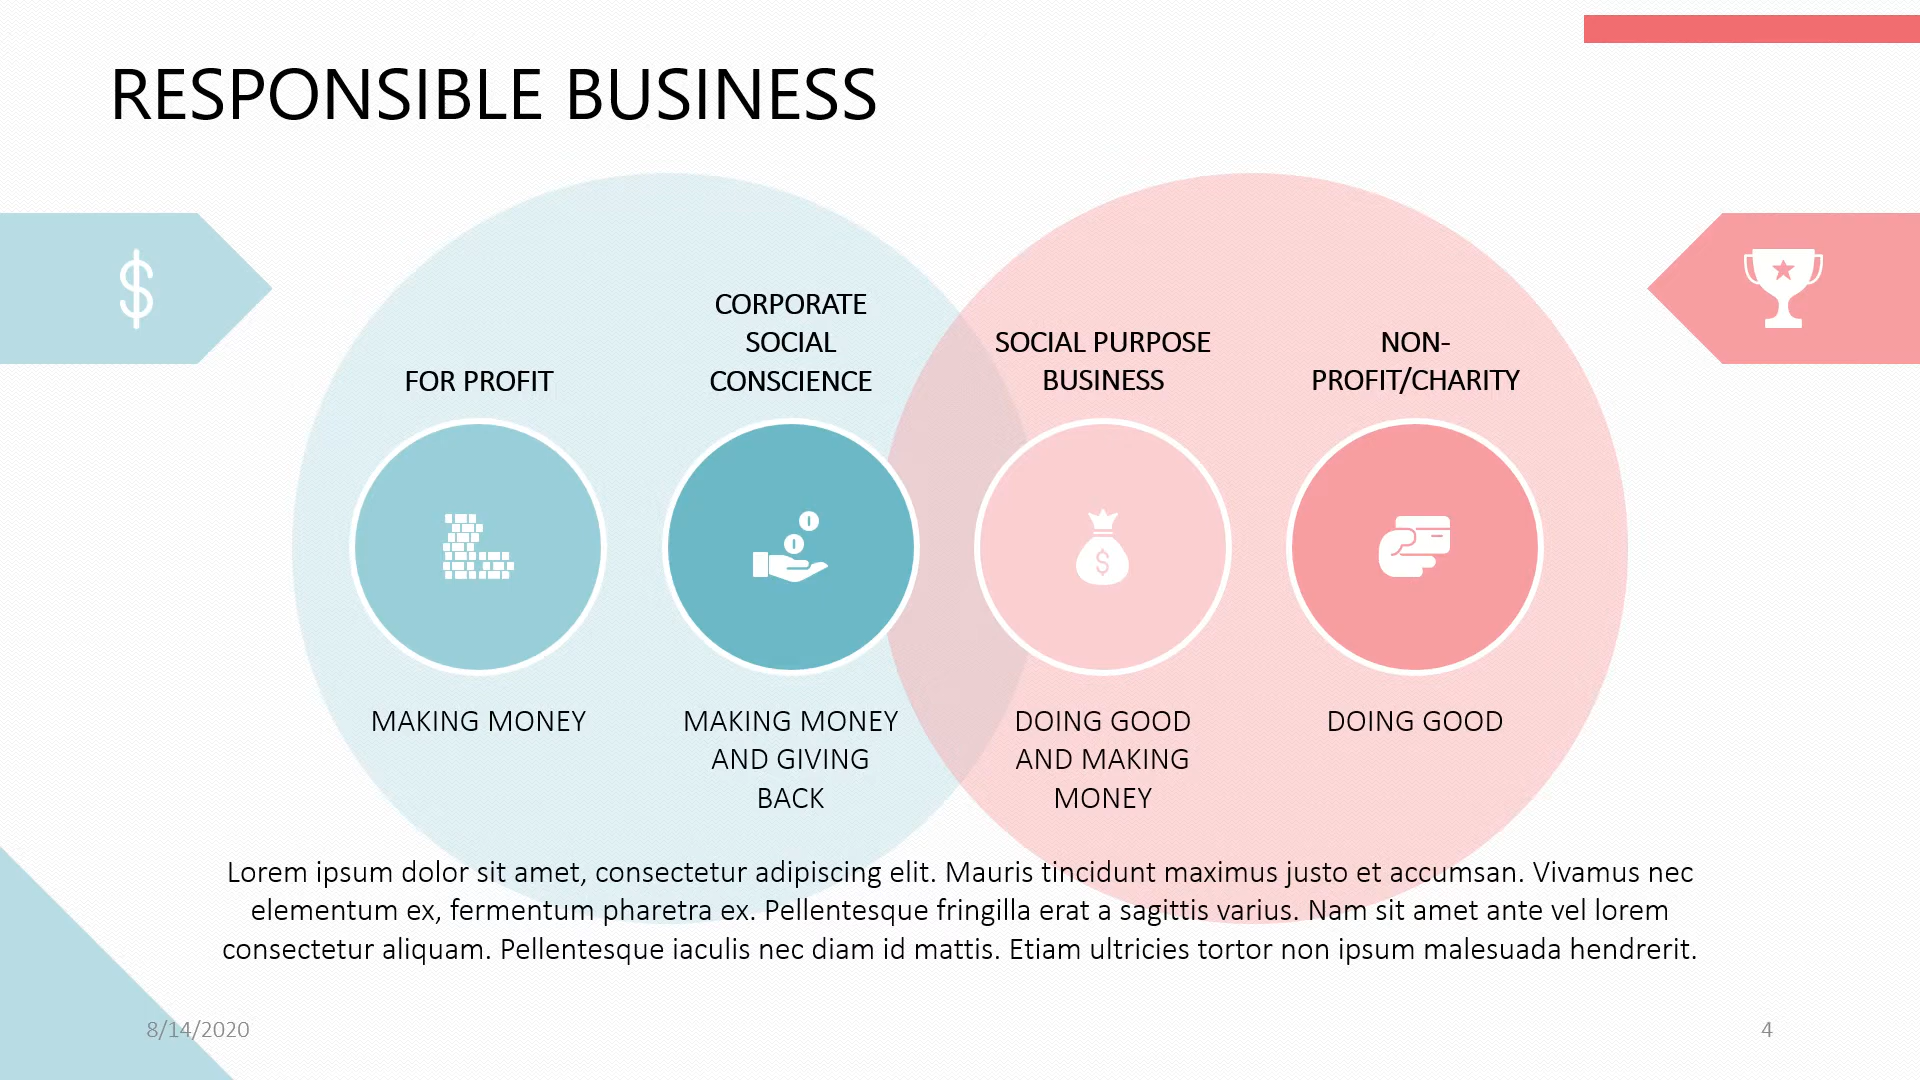 RESPONSIBLE BUSINESS
FOR PROFIT
CORPORATE
SOCIAL
CONSCIENCE
SOCIAL PURPOSE
BUSINESS
NON-
PROFIT/CHARITY
$
MAKING MONEY
MAKING MONEY
AND GIVING
BACK
DOING GOOD
AND MAKING
MONEY
DOING GOOD
Lorem ipsum dolor sit amet, consectetur adipiscing elit. Mauris tincidunt maximus justo et accumsan. Vivamus nec
elementum ex, fermentum pharetra ex. Pellentesque fringilla erat a sagittis varius. Nam sit amet ante vel lorem
consectetur aliquam. Pellentesque iaculis nec diam id mattis. Etiam ultricies tortor non ipsum malesuada hendrerit.
8/14/2020
4